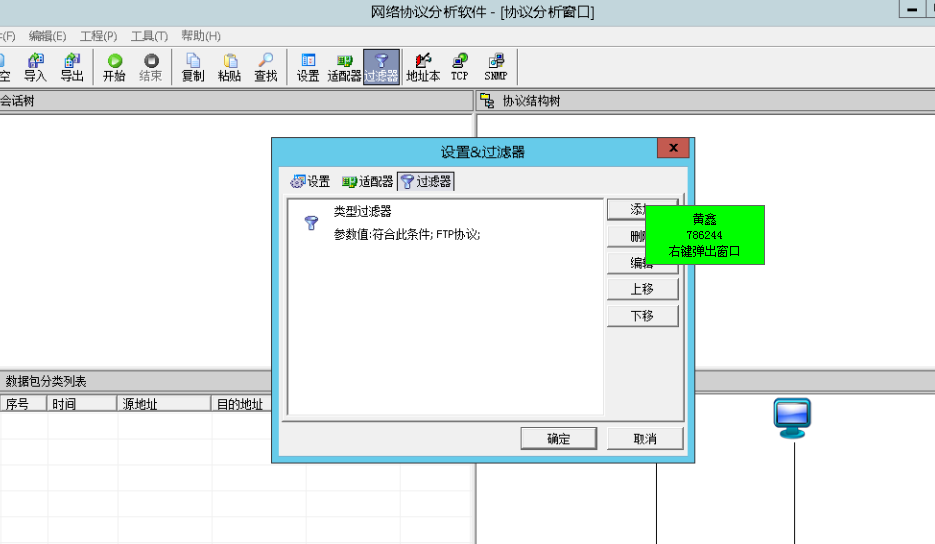 网络协议分析软件 - [协议分析窗口]
(F) 编辑(E) 工程(P) 工具(T) 帮助(H)
空 导入 导出 开始 结束 复制 粘贴 查找 设置 适配器 过滤器 地址本 TCP SNMP
会话树
协议结构树
设置&过滤器
x
设置 适配器 过滤器
类型过滤器
参数值:符合此条件; FTP协议;
添加
删除
编辑
上移
下移
黄鑫
786244
右键弹出窗口
确定 取消
数据包分类列表
序号 时间 源地址 目的地址